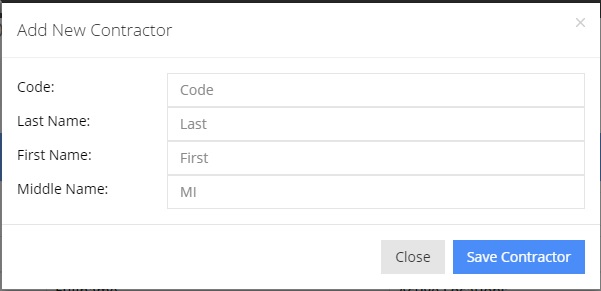 Add New Contractor ×
Code: Code
Last Name: Last
First Name: First
Middle Name: MI
Close Save Contractor